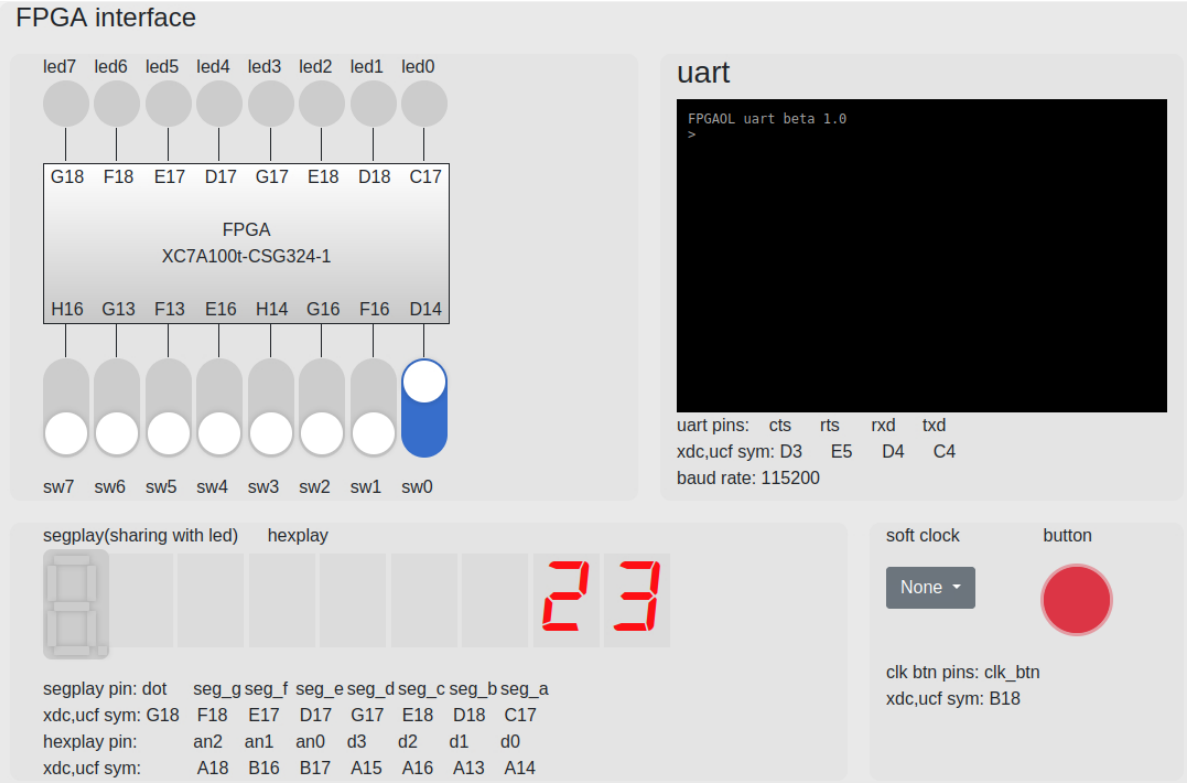 FPGA interface
led7 led6 led5 led4 led3 led2 led1 led0
G18 F18 E17 D17 G17 E18 D18 C17
FPGA
XC7A100t-CSG324-1
H16 G13 F13 E16 H14 G16 F16 D14
sw7 sw6 sw5 sw4 sw3 sw2 sw1 sw0
uart
FPGAOL uart beta 1.0
>
uart pins: cts rts rxd txd
xdc,ucf sym: D3 E5 D4 C4
baud rate: 115200
segplay(sharing with led) hexplay
23
segplay pin: dot seg_g seg_f seg_e seg_d seg_c seg_b seg_a
xdc,ucf sym: G18 F18 E17 D17 G17 E18 D18 C17
hexplay pin: an2 an1 an0 d3 d2 d1 d0
xdc,ucf sym: A18 B16 B17 A15 A16 A13 A14
soft clock button
None
clk btn pins: clk_btn
xdc,ucf sym: B18